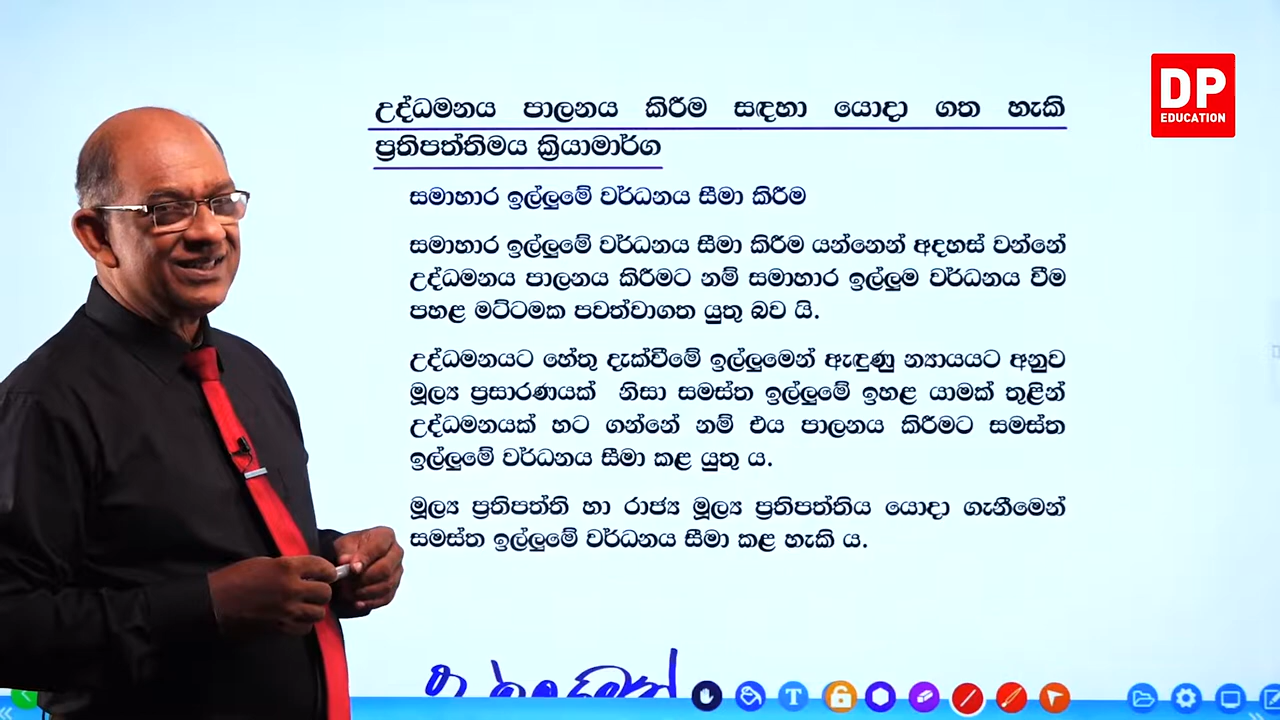 DP
EDUCATION
උද්ධමනය පාලනය කිරීම සඳහා යොදා ගත හැකි
ප්‍රතිපත්තිමය ක්‍රියාමාර්ග
සමාහාර ඉල්ලුමේ වර්ධනය සීමා කිරීම
සමාහාර ඉල්ලුමේ වර්ධනය සීමා කිරීම යන්නෙන් අදහස් වන්නේ
උද්ධමනය පාලනය කිරීමට නම් සමාහාර ඉල්ලුම වර්ධනය වීම
පහළ මට්ටමක පවත්වාගත යුතු බව යි.
උද්ධමනයට හේතු දැක්වීමේ ඉල්ලුමෙන් ඇඳුණු න්‍යායයට අනුව
මූල්‍ය ප්‍රසාරණයක් නිසා සමස්ත ඉල්ලුමේ ඉහළ යාමක් තුළින්
උද්ධමනයක් හට ගන්නේ නම් එය පාලනය කිරීමට සමස්ත
ඉල්ලුමේ වර්ධනය සීමා කළ යුතු ය.
මූල්‍ය ප්‍රතිපත්ති හා රාජ්‍ය මූල්‍ය ප්‍රතිපත්තිය යොදා ගැනීමෙන්
සමස්ත ඉල්ලුමේ වර්ධනය සීමා කළ හැකි ය.